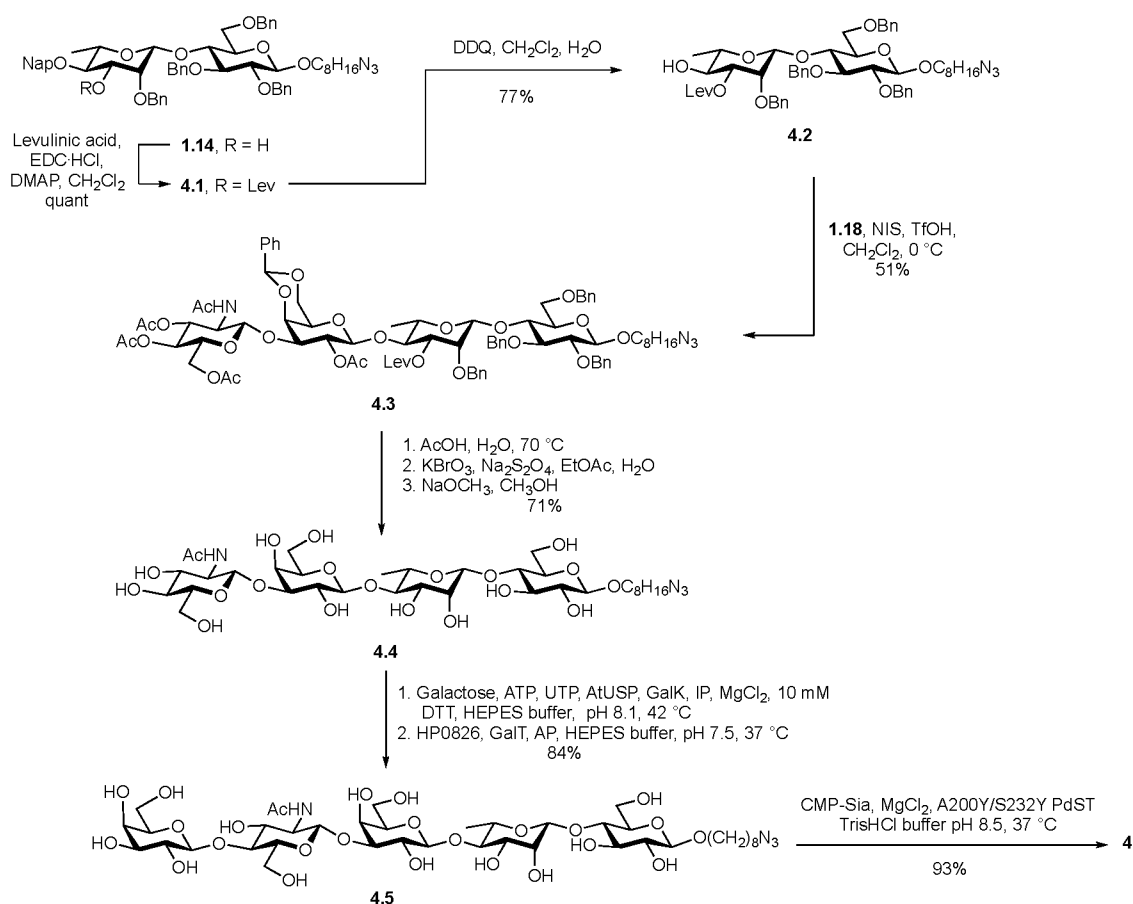 OBn
NapO
RO
OBn
O
BnO
OBn
OC₈H₁₆N₃
DDQ, CH₂Cl₂, H₂O
77%
OBn
HO
LevO
OBn
O
BnO
OBn
OC₈H₁₆N₃
4.2
Levulinic acid,
EDC·HCl,
DMAP, CH₂Cl₂
quant
1.14, R = H
4.1, R = Lev
1.18, NIS, TfOH,
CH₂Cl₂, 0 °C
51%
Ph
O
O
AcHN
AcO
AcO
OAc
O
O
OAc
O
LevO
OBn
O
OBn
BnO
OBn
OC₈H₁₆N₃
4.3
1. AcOH, H₂O, 70 °C
2. KBrO₃, Na₂S₂O₄, EtOAc, H₂O
3. NaOCH₃, CH₃OH
71%
AcHN
HO
HO
OH
O
OH
OH
O
OH
O
HO
OH
O
OH
HO
OH
OC₈H₁₆N₃
4.4
1. Galactose, ATP, UTP, AtUSP, GalK, IP, MgCl₂, 10 mM
DTT, HEPES buffer, pH 8.1, 42 °C
2. HP0826, GalT, AP, HEPES buffer, pH 7.5, 37 °C
84%
OH
OH
HO
OH
O
AcHN
HO
OH
O
OH
OH
OH
O
HO
OH
O
OH
HO
OH
O(CH₂)₈N₃
4.5
CMP-Sia, MgCl₂, A200Y/S232Y PdST
TrisHCl buffer pH 8.5, 37 °C
93%
4